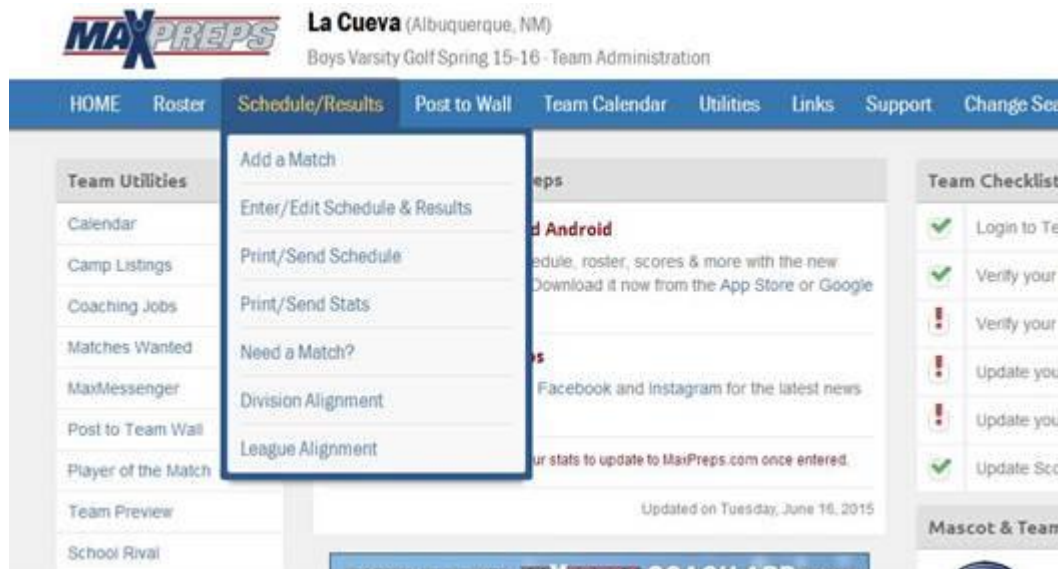 MAXPREPS
La Cueva (Albuquerque, NM)
Boys Varsity Golf Spring 15-16 - Team Administration
HOME Roster Schedule/Results Post to Wall Team Calendar Utilities Links Support Change Sea
Add a Match
Enter/Edit Schedule & Results
Print/Send Schedule
Print/Send Stats
Need a Match?
Division Alignment
League Alignment
Team Utilities
Calendar
Camp Listings
Coaching Jobs
Matches Wanted
MaxMessenger
Post to Team Wall
Player of the Match
Team Preview
School Rival
eps
d Android
edule, roster, scores & more with the new
Download it now from the App Store or Google
s
Facebook and Instagram for the latest news
ur stats to update to MaxPreps.com once entered.
Updated on Tuesday, June 16, 2015
COACH APP
Team Checklist
Login to Te
Verify your
Verify your
Update you
Update you
Update Sco
Mascot & Team